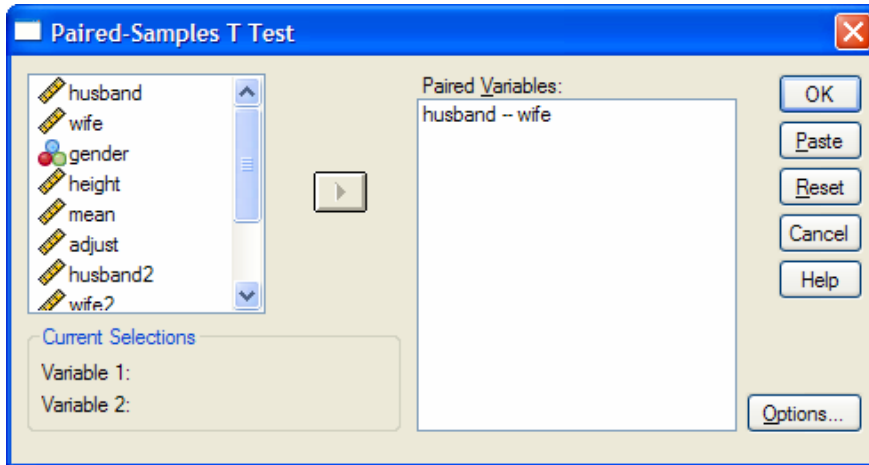 Paired-Samples T Test
husband
wife
gender
height
mean
adjust
husband2
wife2
Current Selections
Variable 1:
Variable 2:
Paired Variables:
husband -- wife
OK
Paste
Reset
Cancel
Help
Options...